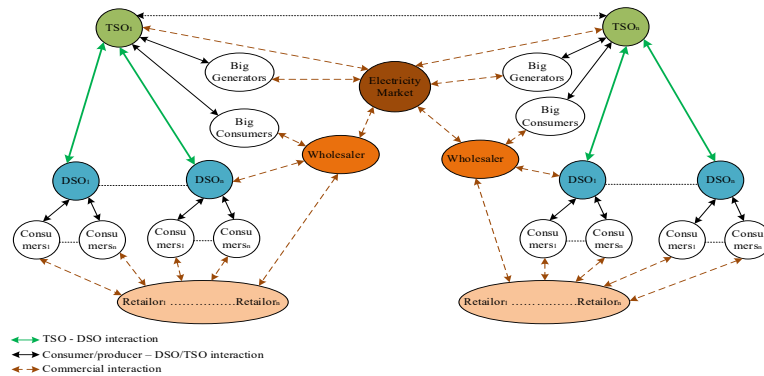 TSO₁
TSOₙ
Big
Generators
Big
Generators
Electricity
Market
Big
Consumers
Big
Consumers
Wholesaler
Wholesaler
DSO₁
DSOₙ
DSO₁
DSOₙ
Consu
mers₁
Consu
mersₙ
Consu
mers₁
Consu
mersₙ
Consu
mers₁
Consu
mersₙ
Consu
mers₁
Consu
mersₙ
Retailor₁ ......................Retailorₙ
Retailor₁ ......................Retailorₙ
TSO - DSO interaction
Consumer/producer – DSO/TSO interaction
Commercial interaction